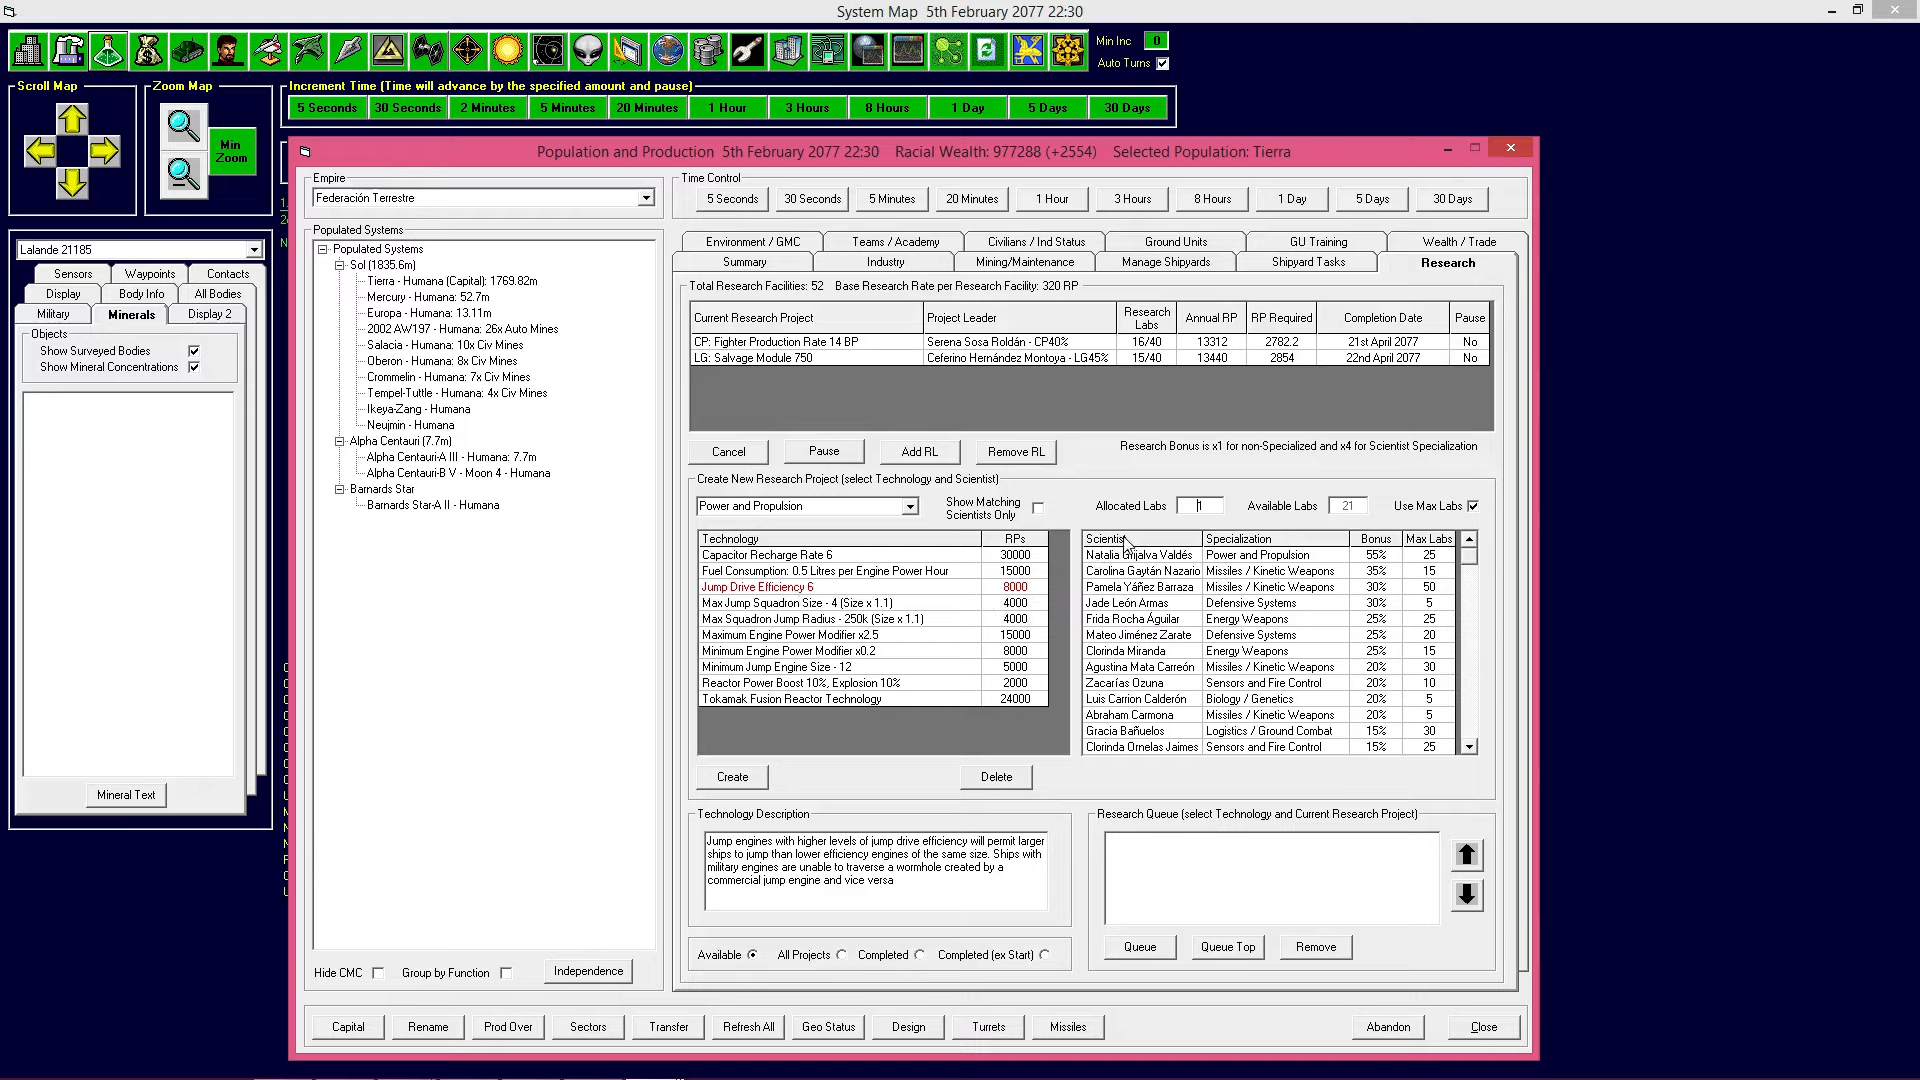 System Map 5th February 2077 22:30
Min Inc 0
Auto Turns
Scroll Map
Zoom Map
Min Zoom
Increment Time (Time will advance by the specified amount and pause)
5 Seconds 30 Seconds 2 Minutes 5 Minutes 20 Minutes 1 Hour 3 Hours 8 Hours 1 Day 5 Days 30 Days
Lalande 21185
Sensors Waypoints Contacts
Display Body Info All Bodies
Military Minerals Display 2
Objects
Show Surveyed Bodies
Show Mineral Concentrations
Mineral Text
Population and Production 5th February 2077 22:30 Racial Wealth: 977288 (+2554) Selected Population: Tierra
Empire
Federación Terrestre
Populated Systems
Populated Systems
Sol (1835.6m)
Tierra - Humana (Capital): 1769.82m
Mercury - Humana: 52.7m
Europa - Humana: 13.11m
2002 AW197 - Humana: 26x Auto Mines
Salacia - Humana: 10x Civ Mines
Oberon - Humana: 8x Civ Mines
Crommelin - Humana: 7x Civ Mines
Tempel-Tuttle - Humana: 4x Civ Mines
Ikeya-Zang - Humana
Neujmin - Humana
Alpha Centauri (7.7m)
Alpha Centauri-A III - Humana: 7.7m
Alpha Centauri-B V - Moon 4 - Humana
Barnards Star
Barnards Star-A II - Humana
Hide CMC Group by Function Independence
Time Control
5 Seconds 30 Seconds 5 Minutes 20 Minutes 1 Hour 3 Hours 8 Hours 1 Day 5 Days 30 Days
Environment / GMC Teams / Academy Civilians / Ind Status Ground Units GU Training Wealth / Trade
Summary Industry Mining/Maintenance Manage Shipyards Shipyard Tasks Research
Total Research Facilities: 52 Base Research Rate per Research Facility: 320 RP
Current Research Project Project Leader Research Labs Annual RP RP Required Completion Date Pause
CP: Fighter Production Rate 14 BP Serena Sosa Roldán - CP40% 16/40 13312 2782.2 21st April 2077 No
LG: Salvage Module 750 Ceferino Hernández Montoya - LG45% 15/40 13440 2854 22nd April 2077 No
Cancel Pause Add RL Remove RL Research Bonus is x1 for non-Specialized and x4 for Scientist Specialization
Create New Research Project (select Technology and Scientist)
Power and Propulsion Show Matching Scientists Only Allocated Labs 1 Available Labs 21 Use Max Labs
Technology RPs
Capacitor Recharge Rate 6 30000
Fuel Consumption: 0.5 Litres per Engine Power Hour 15000
Jump Drive Efficiency 6 8000
Max Jump Squadron Size - 4 (Size x 1.1) 4000
Max Squadron Jump Radius - 250k (Size x 1.1) 4000
Maximum Engine Power Modifier x2.5 15000
Minimum Engine Power Modifier x0.2 8000
Minimum Jump Engine Size - 12 5000
Reactor Power Boost 10%, Explosion 10% 2000
Tokamak Fusion Reactor Technology 24000
Specialization Bonus Max Labs
Natalia Grijalva Valdés Power and Propulsion 55% 25
Carolina Gaytán Nazario Missiles / Kinetic Weapons 35% 15
Pamela Yáñez Barraza Missiles / Kinetic Weapons 30% 50
Jade León Armas Defensive Systems 30% 5
Frida Rocha Águilar Energy Weapons 25% 25
Mateo Jiménez Zarate Defensive Systems 25% 20
Clorinda Miranda Energy Weapons 25% 15
Agustina Mata Carreón Missiles / Kinetic Weapons 20% 30
Zacarías Ozuna Sensors and Fire Control 20% 10
Luis Carrion Calderón Biology / Genetics 20% 5
Abraham Carmona Missiles / Kinetic Weapons 20% 5
Gracia Bañuelos Logistics / Ground Combat 15% 30
Clorinda Ornelas Jaimes Sensors and Fire Control 15% 25
Create Delete
Technology Description
Jump engines with higher levels of jump drive efficiency will permit larger
ships to jump than lower efficiency engines of the same size. Ships with
military engines are unable to traverse a wormhole created by a
commercial jump engine and vice versa
Available All Projects Completed Completed (ex Start)
Research Queue (select Technology and Current Research Project)
Queue Queue Top Remove
Capital Rename Prod Over Sectors Transfer Refresh All Geo Status Design Turrets Missiles Abandon Close